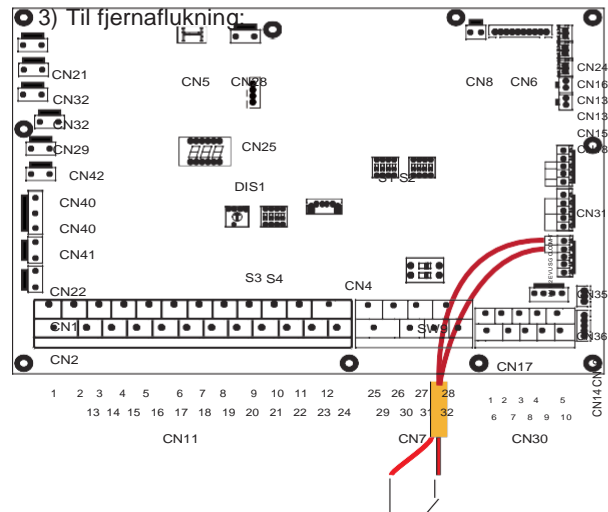 3) Til fjernaflukning:
CN21
CN5
CN28
CN8
CN6
CN24
CN32
CN16
CN13
CN32
CN13
CN15
CN29
CN25
CN18
CN42
S1 S2
DIS1
CN40
CN31
CN40
CN41
S3 S4
CN4
CN22
CN35
CN1
SW9
CN36
CN2
CN17
1 2 3 4 5 6 7 8 9 10 11 12
25 26 27 28
1 2 3 4 5
13 14 15 16 17 18 19 20 21 22 23 24
29 30 31 32
6 7 8 9 10
CN11
CN7
CN30
CN14